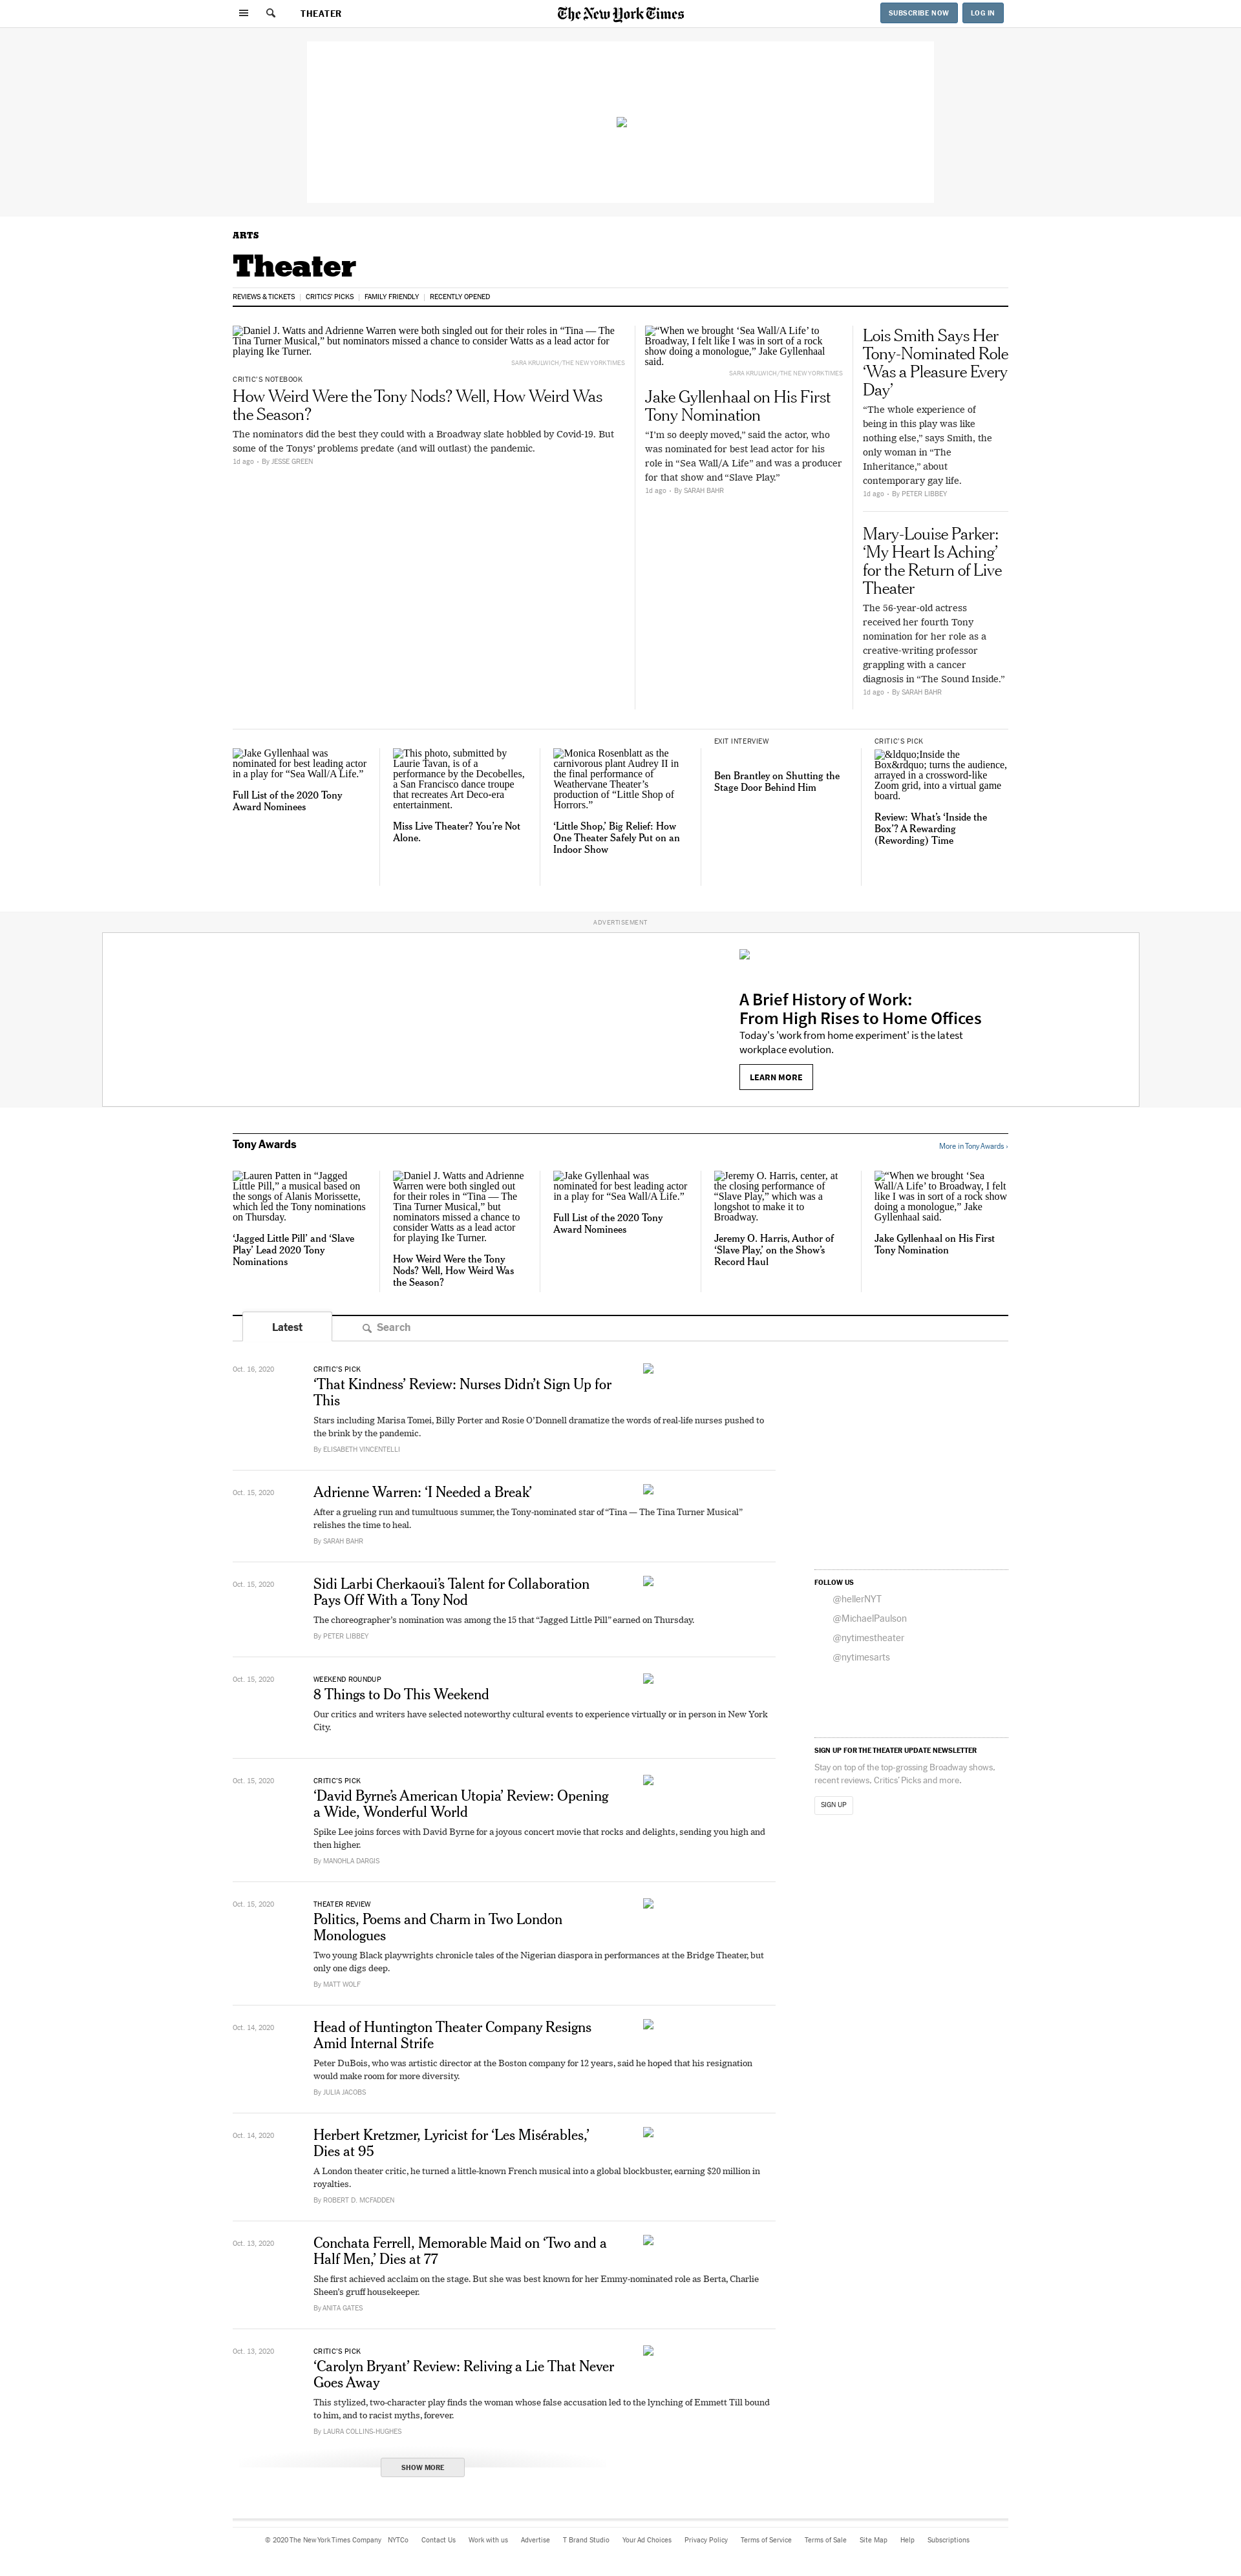 THEATER
The New York Times
SUBSCRIBE NOW
LOG IN
ARTS
Theater
REVIEWS & TICKETS
CRITICS' PICKS
FAMILY FRIENDLY
RECENTLY OPENED
Daniel J. Watts and Adrienne Warren were both singled out for their roles in “Tina — The
Tina Turner Musical,” but nominators missed a chance to consider Watts as a lead actor for
playing Ike Turner.
SARA KRULWICH/THE NEW YORK TIMES
CRITIC'S NOTEBOOK
How Weird Were the Tony Nods? Well, How Weird Was
the Season?
The nominators did the best they could with a Broadway slate hobbled by Covid-19. But
some of the Tonys’ problems predate (and will outlast) the pandemic.
1d ago • By JESSE GREEN
“When we brought ‘Sea Wall/A Life’ to
Broadway, I felt like I was in sort of a rock
show doing a monologue,” Jake Gyllenhaal
said.
SARA KRULWICH/THE NEW YORK TIMES
Jake Gyllenhaal on His First
Tony Nomination
“I’m so deeply moved,” said the actor, who
was nominated for best lead actor for his
role in “Sea Wall/A Life” and was a producer
for that show and “Slave Play.”
1d ago • By SARAH BAHR
Lois Smith Says Her
Tony-Nominated Role
‘Was a Pleasure Every
Day’
“The whole experience of
being in this play was like
nothing else,” says Smith, the
only woman in “The
Inheritance,” about
contemporary gay life.
1d ago • By PETER LIBBEY
Mary-Louise Parker:
‘My Heart Is Aching’
for the Return of Live
Theater
The 56-year-old actress
received her fourth Tony
nomination for her role as a
creative-writing professor
grappling with a cancer
diagnosis in “The Sound Inside.”
1d ago • By SARAH BAHR
Jake Gyllenhaal was
nominated for best leading actor
in a play for “Sea Wall/A Life.”
Full List of the 2020 Tony
Award Nominees
This photo, submitted by
Laurie Tavan, is of a
performance by the Decobelles,
a San Francisco dance troupe
that recreates Art Deco-era
entertainment.
Miss Live Theater? You’re Not
Alone.
Monica Rosenblatt as the
carnivorous plant Audrey II in
the final performance of
Weathervane Theater’s
production of “Little Shop of
Horrors.”
‘Little Shop,’ Big Relief: How
One Theater Safely Put on an
Indoor Show
EXIT INTERVIEW
Ben Brantley on Shutting the
Stage Door Behind Him
CRITIC'S PICK
&ldquo;Inside the
Box&rdquo; turns the audience,
arrayed in a crossword-like
Zoom grid, into a virtual game
board.
Review: What’s ‘Inside the
Box’? A Rewarding
(Rewording) Time
ADVERTISEMENT
A Brief History of Work:
From High Rises to Home Offices
Today's 'work from home experiment' is the latest
workplace evolution.
LEARN MORE
Tony Awards
More in Tony Awards ›
Lauren Patten in “Jagged
Little Pill,” a musical based on
the songs of Alanis Morissette,
which led the Tony nominations
on Thursday.
‘Jagged Little Pill’ and ‘Slave
Play’ Lead 2020 Tony
Nominations
Daniel J. Watts and Adrienne
Warren were both singled out
for their roles in “Tina — The
Tina Turner Musical,” but
nominators missed a chance to
consider Watts as a lead actor
for playing Ike Turner.
How Weird Were the Tony
Nods? Well, How Weird Was
the Season?
Jake Gyllenhaal was
nominated for best leading actor
in a play for “Sea Wall/A Life.”
Full List of the 2020 Tony
Award Nominees
Jeremy O. Harris, center, at
the closing performance of
“Slave Play,” which was a
longshot to make it to
Broadway.
Jeremy O. Harris, Author of
‘Slave Play,’ on the Show’s
Record Haul
“When we brought ‘Sea
Wall/A Life’ to Broadway, I felt
like I was in sort of a rock show
doing a monologue,” Jake
Gyllenhaal said.
Jake Gyllenhaal on His First
Tony Nomination
Latest
Search
Oct. 16, 2020
CRITIC’S PICK
‘That Kindness’ Review: Nurses Didn’t Sign Up for
This
Stars including Marisa Tomei, Billy Porter and Rosie O’Donnell dramatize the words of real-life nurses pushed to
the brink by the pandemic.
By ELISABETH VINCENTELLI
Oct. 15, 2020
Adrienne Warren: ‘I Needed a Break’
After a grueling run and tumultuous summer, the Tony-nominated star of “Tina — The Tina Turner Musical”
relishes the time to heal.
By SARAH BAHR
Oct. 15, 2020
Sidi Larbi Cherkaoui’s Talent for Collaboration
Pays Off With a Tony Nod
The choreographer’s nomination was among the 15 that “Jagged Little Pill” earned on Thursday.
By PETER LIBBEY
Oct. 15, 2020
WEEKEND ROUNDUP
8 Things to Do This Weekend
Our critics and writers have selected noteworthy cultural events to experience virtually or in person in New York
City.
Oct. 15, 2020
CRITIC’S PICK
‘David Byrne’s American Utopia’ Review: Opening
a Wide, Wonderful World
Spike Lee joins forces with David Byrne for a joyous concert movie that rocks and delights, sending you high and
then higher.
By MANOHLA DARGIS
Oct. 15, 2020
THEATER REVIEW
Politics, Poems and Charm in Two London
Monologues
Two young Black playwrights chronicle tales of the Nigerian diaspora in performances at the Bridge Theater, but
only one digs deep.
By MATT WOLF
Oct. 14, 2020
Head of Huntington Theater Company Resigns
Amid Internal Strife
Peter DuBois, who was artistic director at the Boston company for 12 years, said he hoped that his resignation
would make room for more diversity.
By JULIA JACOBS
Oct. 14, 2020
Herbert Kretzmer, Lyricist for ‘Les Misérables,’
Dies at 95
A London theater critic, he turned a little-known French musical into a global blockbuster, earning $20 million in
royalties.
By ROBERT D. MCFADDEN
Oct. 13, 2020
Conchata Ferrell, Memorable Maid on ‘Two and a
Half Men,’ Dies at 77
She first achieved acclaim on the stage. But she was best known for her Emmy-nominated role as Berta, Charlie
Sheen’s gruff housekeeper.
By ANITA GATES
Oct. 13, 2020
CRITIC’S PICK
‘Carolyn Bryant’ Review: Reliving a Lie That Never
Goes Away
This stylized, two-character play finds the woman whose false accusation led to the lynching of Emmett Till bound
to him, and to racist myths, forever.
By LAURA COLLINS-HUGHES
SHOW MORE
FOLLOW US
@hellerNYT
@MichaelPaulson
@nytimestheater
@nytimesarts
SIGN UP FOR THE THEATER UPDATE NEWSLETTER
Stay on top of the top-grossing Broadway shows,
recent reviews, Critics’ Picks and more.
SIGN UP
© 2020 The New York Times Company NYTCo Contact Us Work with us Advertise T Brand Studio Your Ad Choices Privacy Policy Terms of Service Terms of Sale Site Map Help Subscriptions